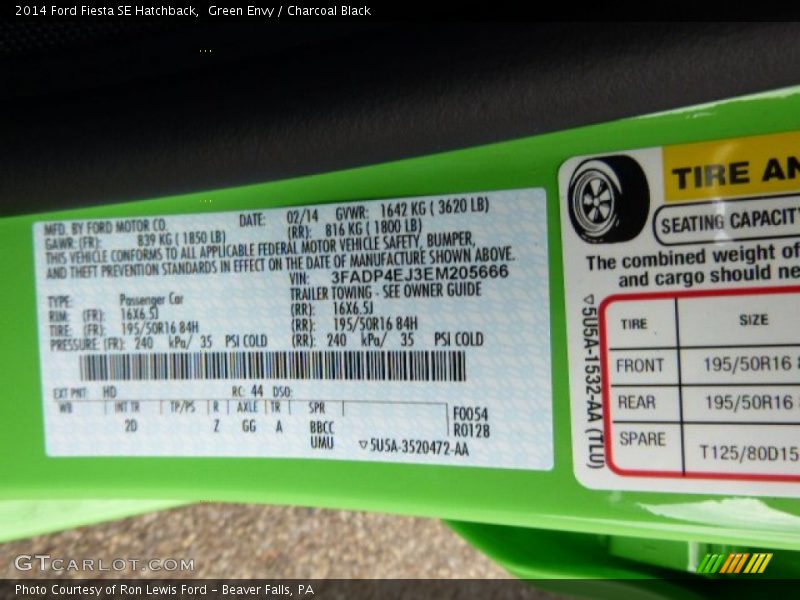 2014 Ford Fiesta SE Hatchback,  Green Envy / Charcoal Black
MFD. BY FORD MOTOR CO.
DATE: 02/14 GVWR: 1642 KG ( 3620 LB)
GAWR: (FR): 839 KG ( 1850 LB) (RR): 816 KG ( 1800 LB)
THIS VEHICLE CONFORMS TO ALL APPLICABLE FEDERAL MOTOR VEHICLE SAFETY, BUMPER,
AND THEFT PREVENTION STANDARDS IN EFFECT ON THE DATE OF MANUFACTURE SHOWN ABOVE.
VIN: 3FADP4EJ3EM205666
TYPE: Passenger Car TRAILER TOWING - SEE OWNER GUIDE
RIM: (FR): 16X6.5J (RR): 16X6.5J
TIRE: (FR): 195/50R16 84H (RR): 195/50R16 84H
PRESSURE: (FR): 240 kPa/ 35 PSI COLD (RR): 240 kPa/ 35 PSI COLD
EXT PNT: HD RC: 44 DSO:
WB INT TR TP/PS R AXLE TR SPR
2D Z GG A BBCC
UMU
F0054
R0128
5U5A-3520472-AA
TIRE AN
SEATING CAPACITY
The combined weight of
and cargo should ne
5U5A-1532-AA (TLU)
TIRE SIZE
FRONT 195/50R16 8
REAR 195/50R16
SPARE T125/80D15
GTCARLOT.COM
Photo Courtesy of Ron Lewis Ford - Beaver Falls, PA